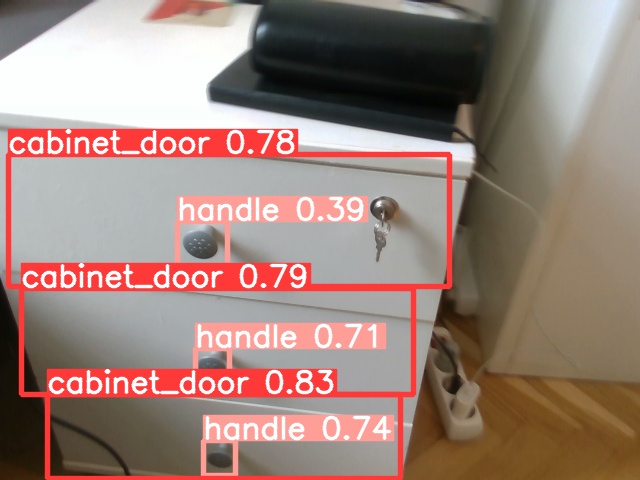 cabinet_door 0.78
handle 0.39
cabinet_door 0.79
handle 0.71
cabinet_door 0.83
handle 0.74